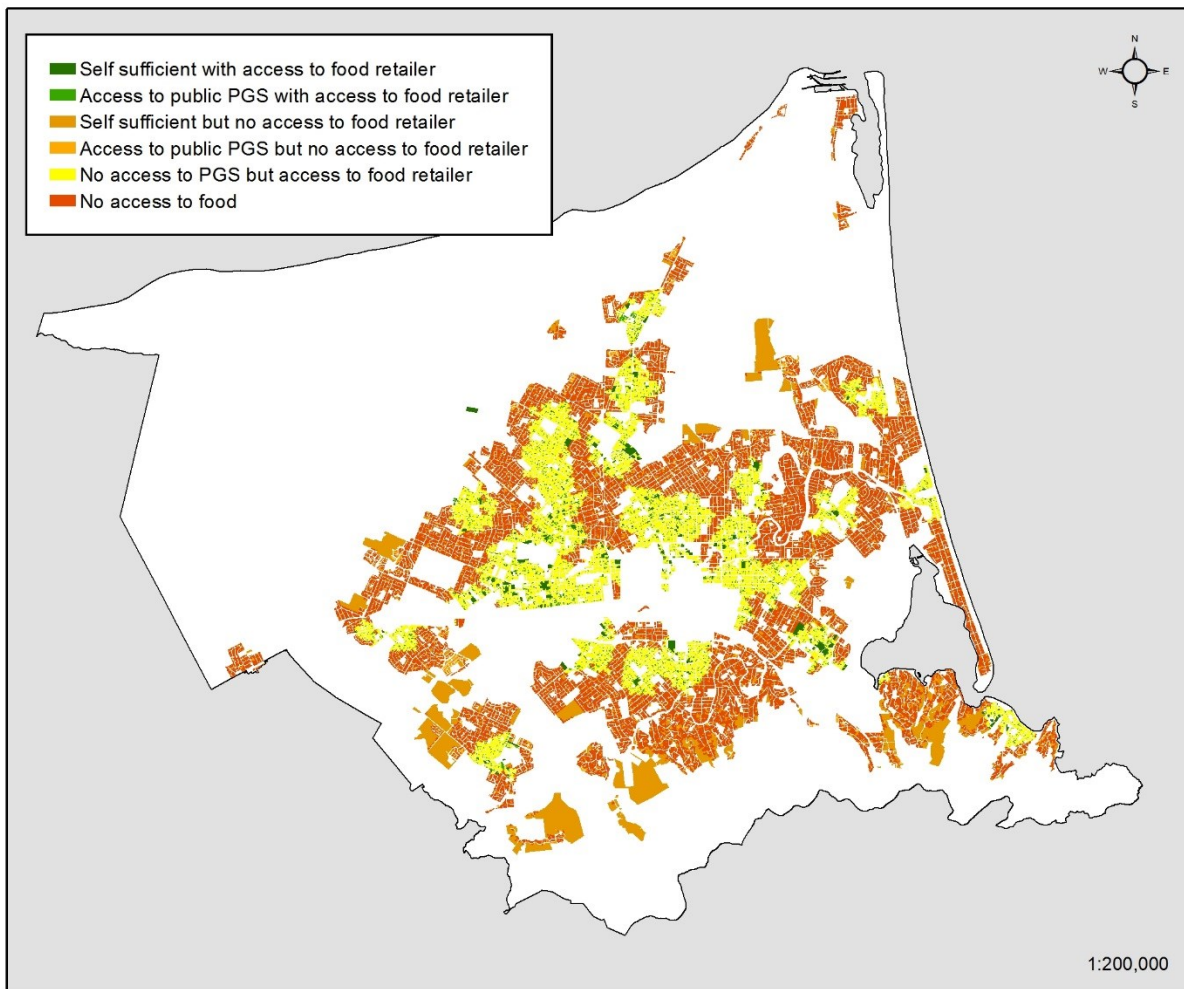 N
W E
S
Self sufficient with access to food retailer
Access to public PGS with access to food retailer
Self sufficient but no access to food retailer
Access to public PGS but no access to food retailer
No access to PGS but access to food retailer
No access to food
1:200,000